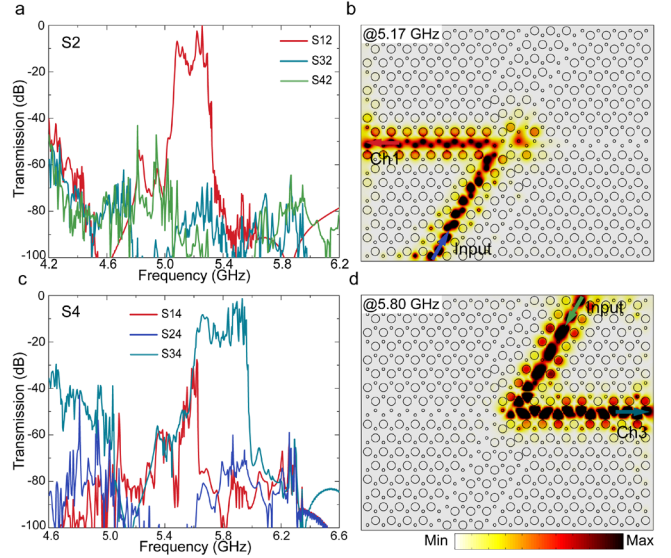 a
S2
S12
S32
S42
Transmission (dB)
0
-20
-40
-60
-80
-100
4.2 4.6 5.0 5.4 5.8 6.2
Frequency (GHz)
b
@5.17 GHz
Ch1
Input
c
S4
S14
S24
S34
Transmission (dB)
0
-20
-40
-60
-80
-100
4.6 5.0 5.4 5.8 6.2 6.6
Frequency (GHz)
d
@5.80 GHz
Input
Ch3
Min Max